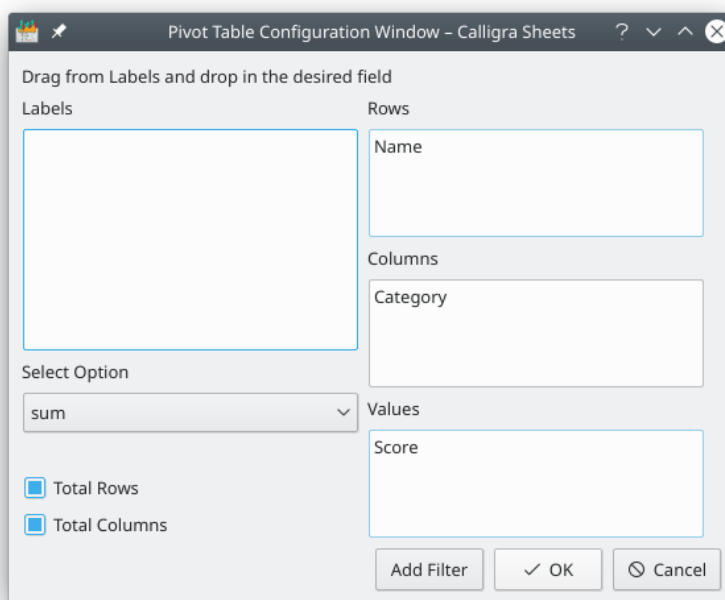 Pivot Table Configuration Window – Calligra Sheets
Drag from Labels and drop in the desired field
Labels
Rows
Name
Columns
Category
Select Option
sum
Values
Score
Total Rows
Total Columns
Add Filter
OK
Cancel